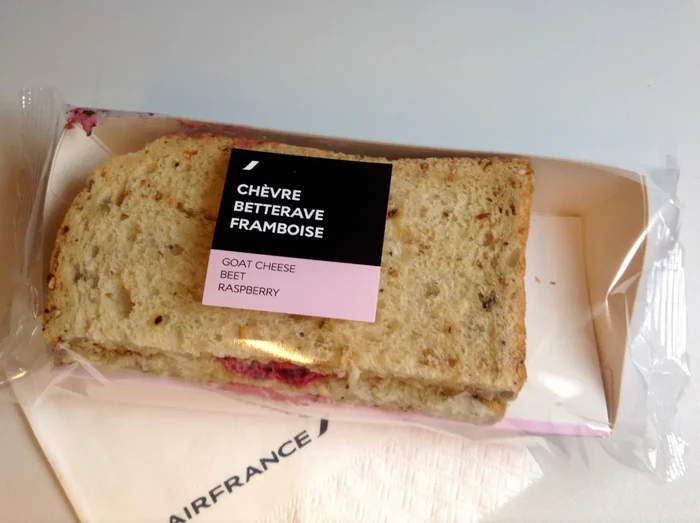 CHÈVRE
BETTERAVE
FRAMBOISE
GOAT CHEESE
BEET
RASPBERRY
AIRFRANCE